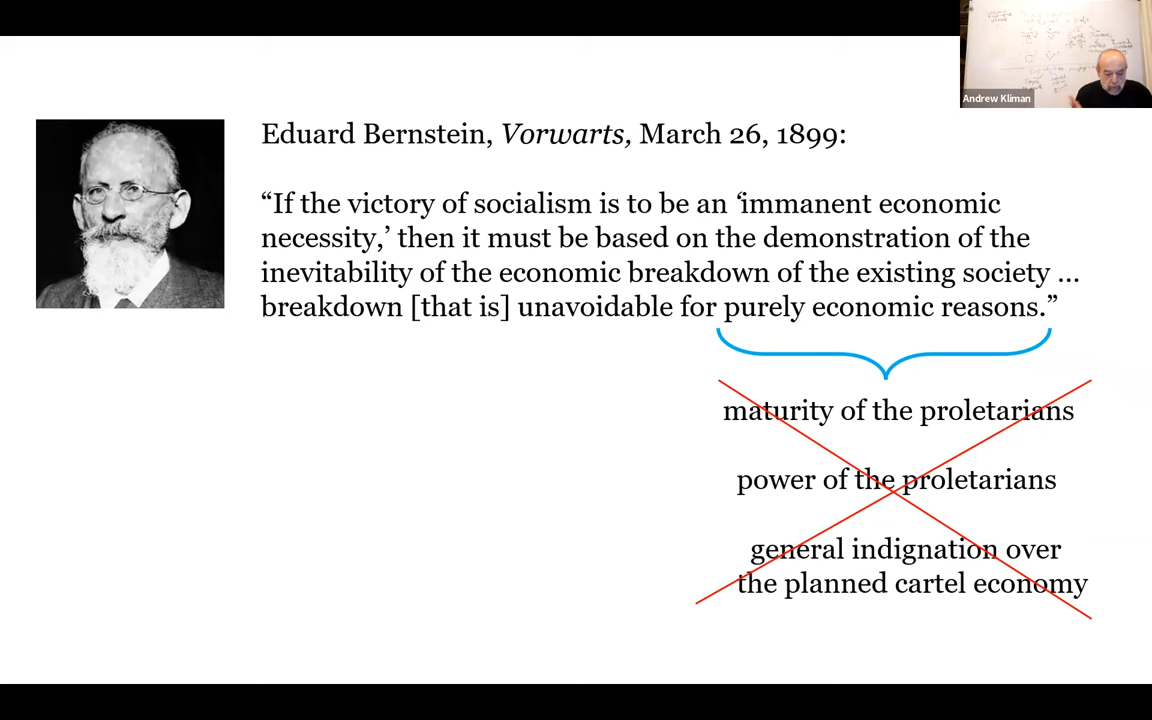 Andrew Kliman
Eduard Bernstein, Vorwarts, March 26, 1899:
“If the victory of socialism is to be an ‘immanent economic
necessity,’ then it must be based on the demonstration of the
inevitability of the economic breakdown of the existing society ...
breakdown [that is] unavoidable for purely economic reasons.”
maturity of the proletarians
power of the proletarians
general indignation over
the planned cartel economy